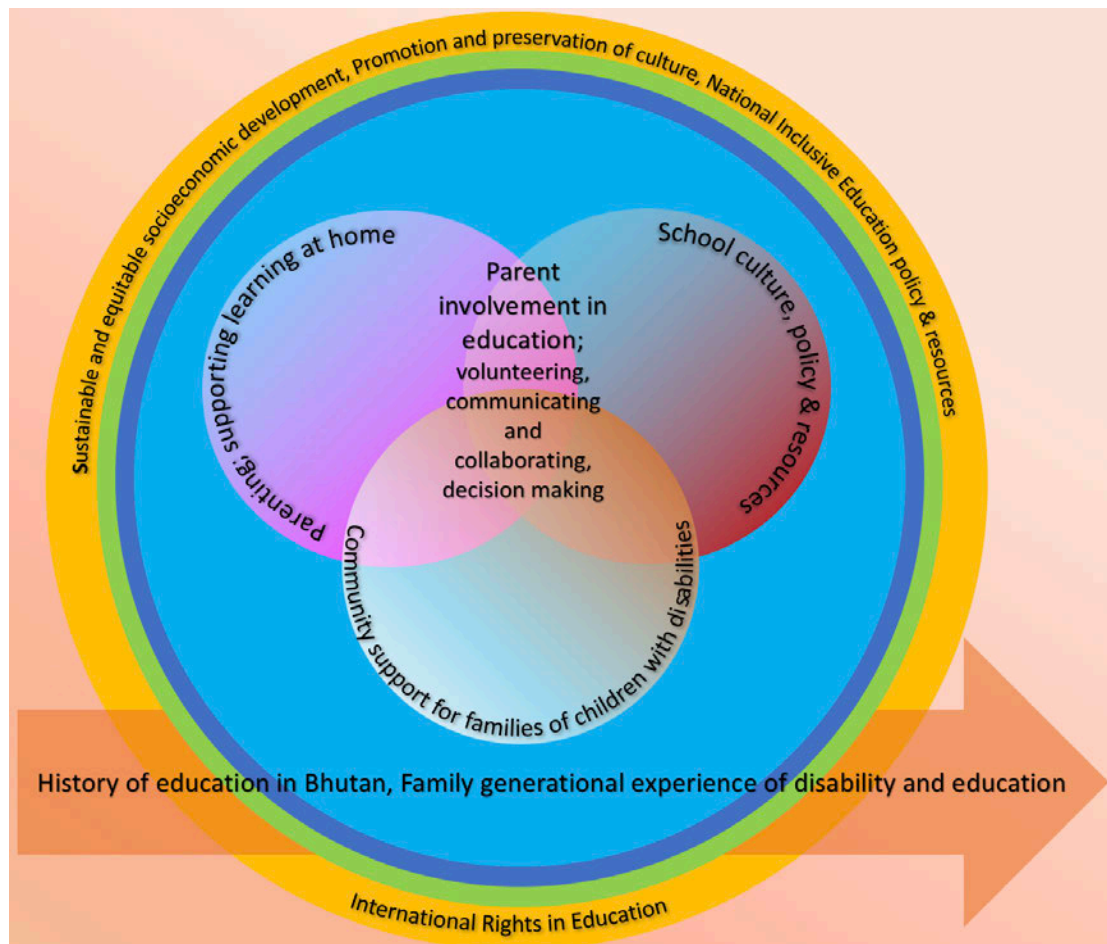 Sustainable and equitable socioeconomic development, Promotion and preservation of culture, National Inclusive Education policy & resources
Parenting; supporting learning at home
School culture, policy & resources
Parent
involvement in
education;
volunteering,
communicating
and
collaborating,
decision making
Community support for families of children with disabilities
History of education in Bhutan, Family generational experience of disability and education
International Rights in Education